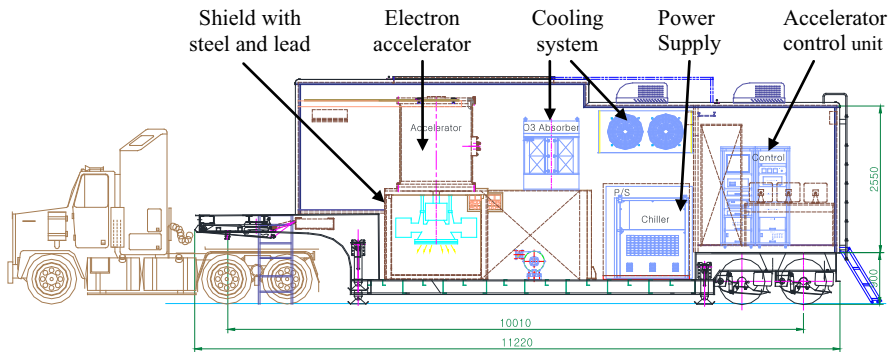 Shield with
steel and lead
Electron
accelerator
Cooling
system
Power
Supply
Accelerator
control unit
Accelerator
O3 Absorber
Control
P/S
Chiller
2550
900
10010
11220